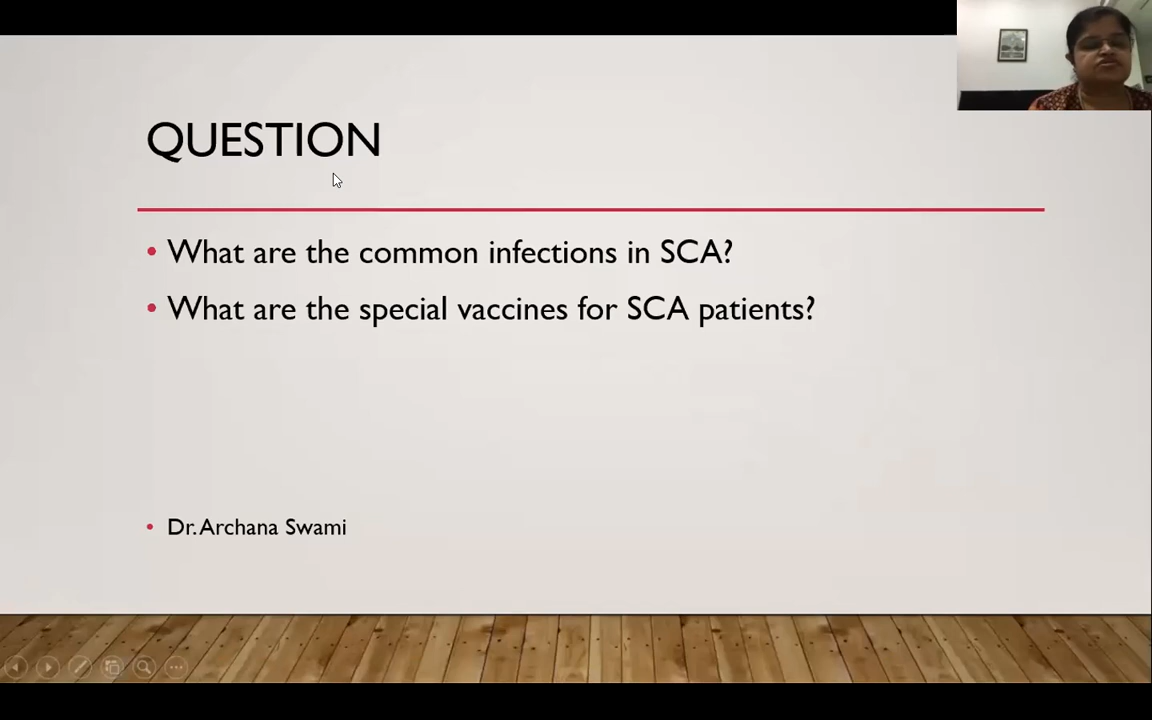 QUESTION
• What are the common infections in SCA?
• What are the special vaccines for SCA patients?
• Dr. Archana Swami